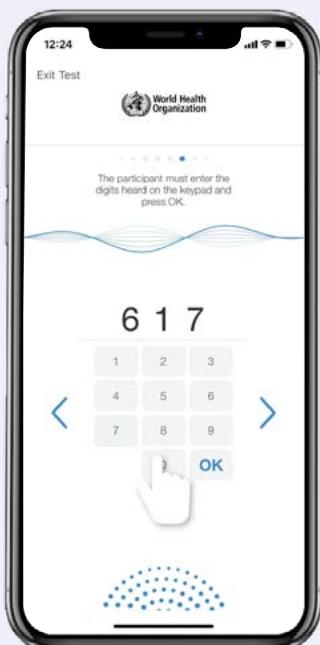 12:24
Exit Test
World Health
Organization
The participant must enter the
digits heard on the keypad and
press OK.
6 1 7
1 2 3
4 5 6
7 8 9
OK